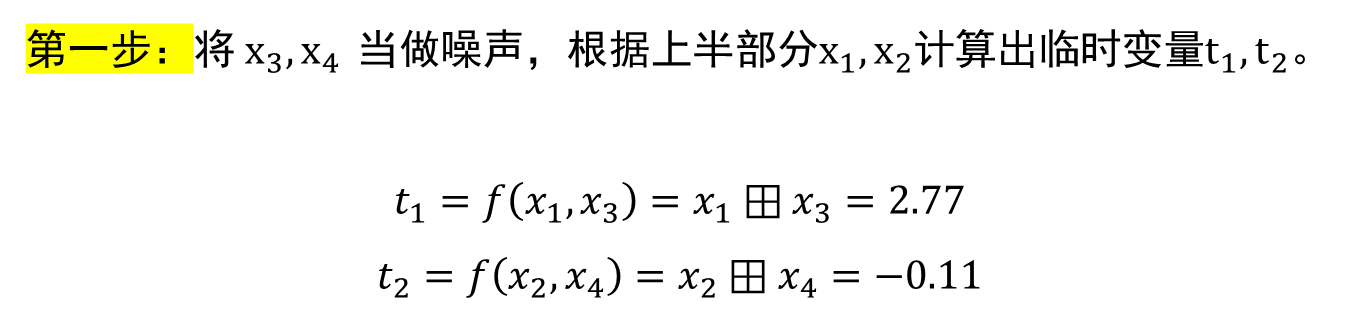 第一步：将 x₃,x₄ 当做噪声，根据上半部分x₁,x₂计算出临时变量t₁,t₂。
t₁ = f(x₁,x₃) = x₁ ⊞ x₃ = 2.77
t₂ = f(x₂,x₄) = x₂ ⊞ x₄ = −0.11